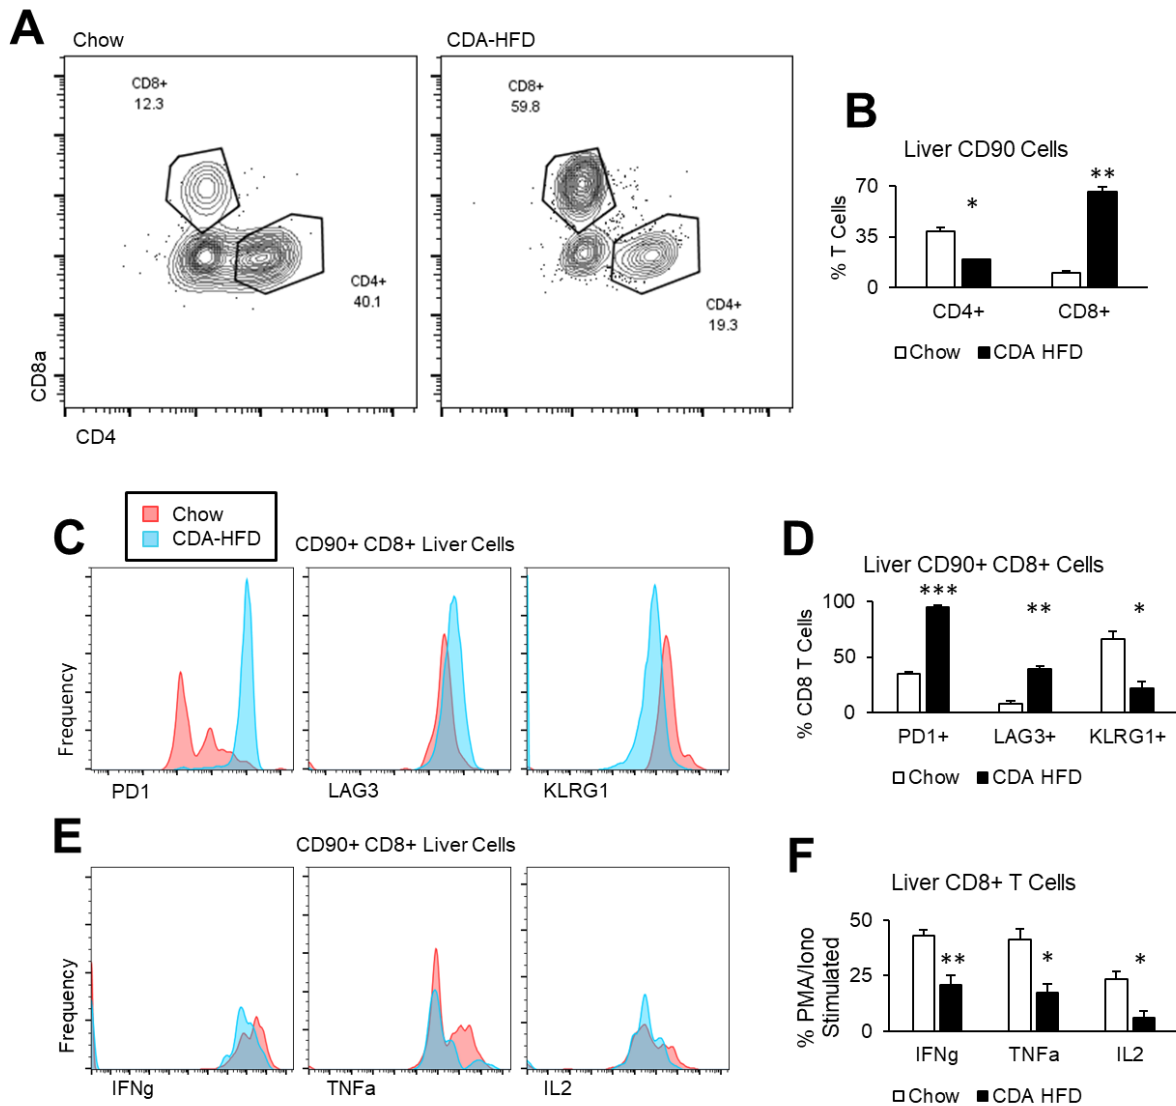 A
Chow
CDA-HFD
CD8+
12.3
CD8+
59.8
CD4+
40.1
CD4+
19.3
CD8a
CD4
B
Liver CD90 Cells
% T Cells
70
35
0
*
**
CD4+
CD8+
Chow
CDA HFD
C
Chow
CDA-HFD
CD90+ CD8+ Liver Cells
Frequency
PD1
LAG3
KLRG1
D
Liver CD90+ CD8+ Cells
% CD8 T Cells
100
50
0
***
**
*
PD1+
LAG3+
KLRG1+
Chow
CDA HFD
E
CD90+ CD8+ Liver Cells
Frequency
IFNg
TNFa
IL2
F
Liver CD8+ T Cells
% PMA/Iono
Stimulated
50
25
0
**
*
*
IFNg
TNFa
IL2
Chow
CDA HFD